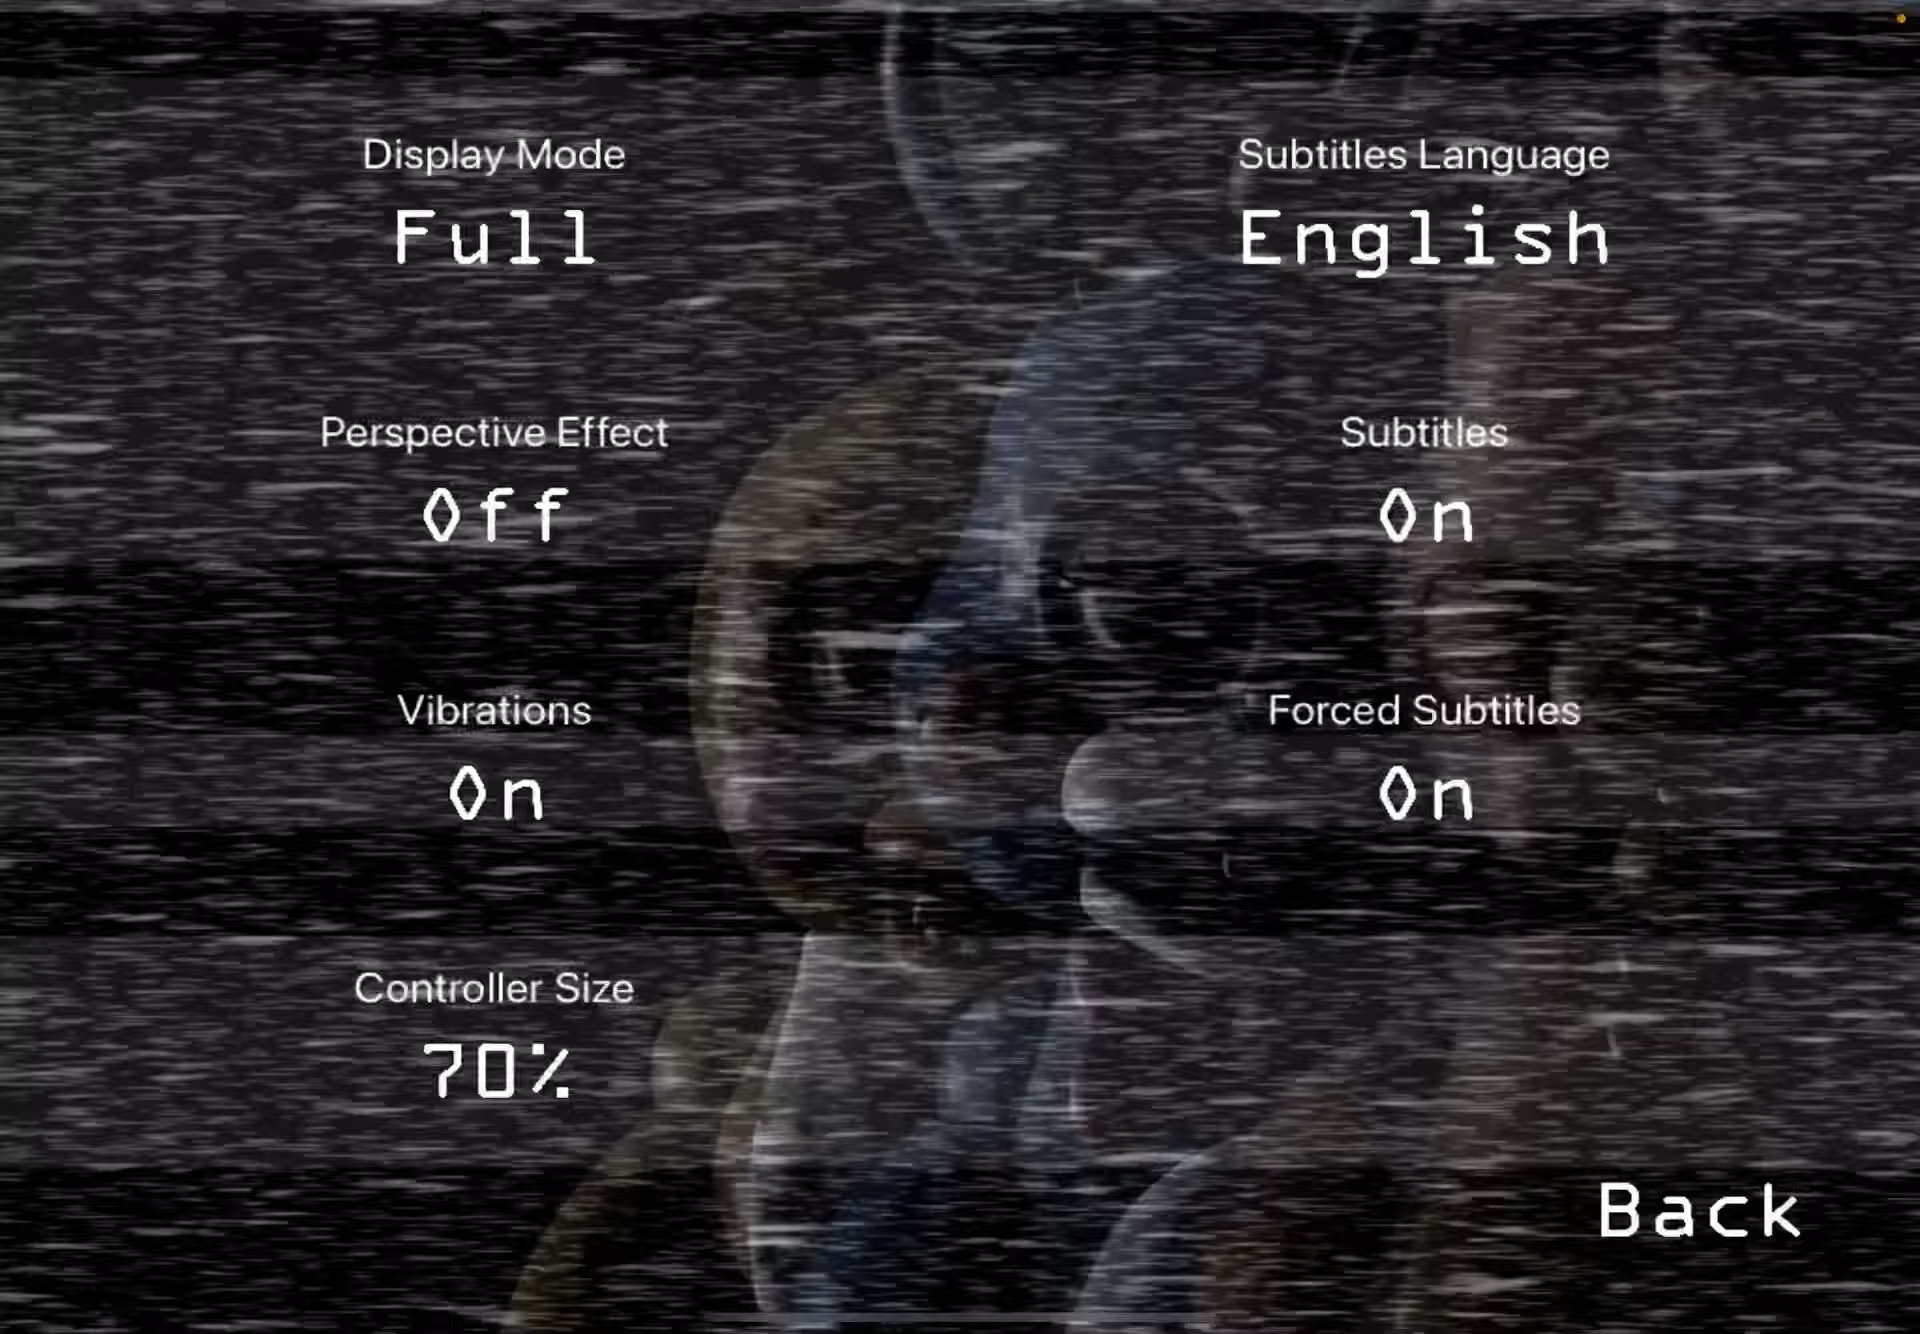 Display Mode
Full
Perspective Effect
Off
Vibrations
On
Controller Size
70%
Subtitles Language
English
Subtitles
On
Forced Subtitles
On
Back